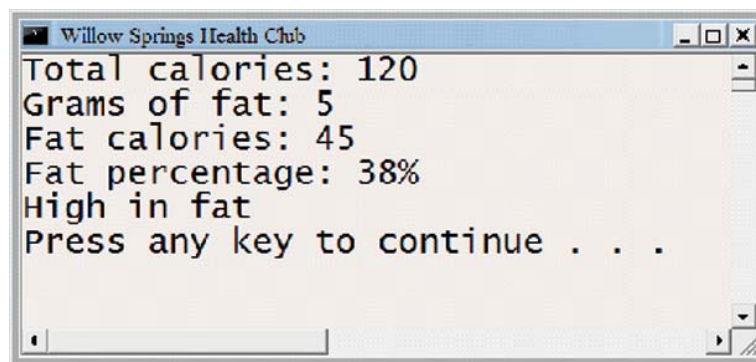 Willow Springs Health Club
Total calories: 120
Grams of fat: 5
Fat calories: 45
Fat percentage: 38%
High in fat
Press any key to continue . . .